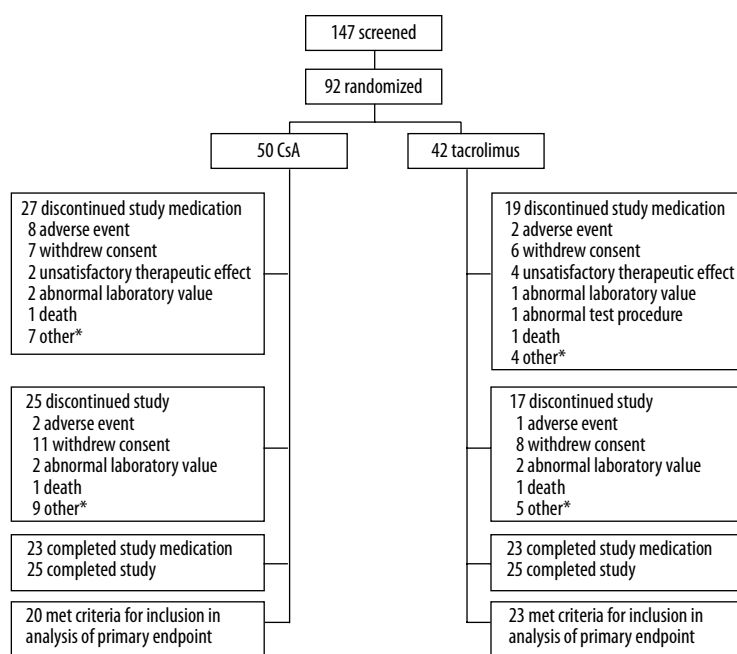 147 screened
92 randomized
50 CsA
42 tacrolimus
27 discontinued study medication
8 adverse event
7 withdrew consent
2 unsatisfactory therapeutic effect
2 abnormal laboratory value
1 death
7 other*
19 discontinued study medication
2 adverse event
6 withdrew consent
4 unsatisfactory therapeutic effect
1 abnormal laboratory value
1 abnormal test procedure
1 death
4 other*
25 discontinued study
2 adverse event
11 withdrew consent
2 abnormal laboratory value
1 death
9 other*
17 discontinued study
1 adverse event
8 withdrew consent
2 abnormal laboratory value
1 death
5 other*
23 completed study medication
25 completed study
23 completed study medication
25 completed study
20 met criteria for inclusion in
analysis of primary endpoint
23 met criteria for inclusion in
analysis of primary endpoint